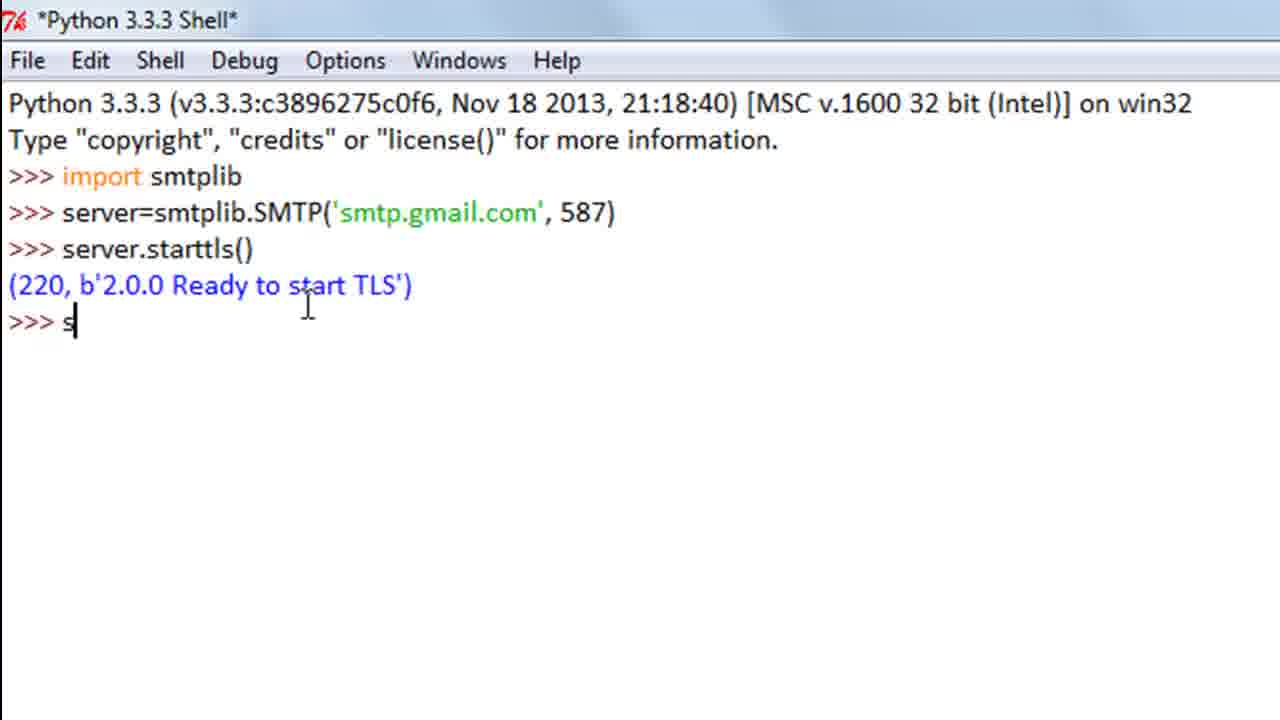 *Python 3.3.3 Shell*
File Edit Shell Debug Options Windows Help
Python 3.3.3 (v3.3.3:c3896275c0f6, Nov 18 2013, 21:18:40) [MSC v.1600 32 bit (Intel)] on win32
Type "copyright", "credits" or "license()" for more information.
>>> import smtplib
>>> server=smtplib.SMTP('smtp.gmail.com', 587)
>>> server.starttls()
(220, b'2.0.0 Ready to start TLS')
>>> s